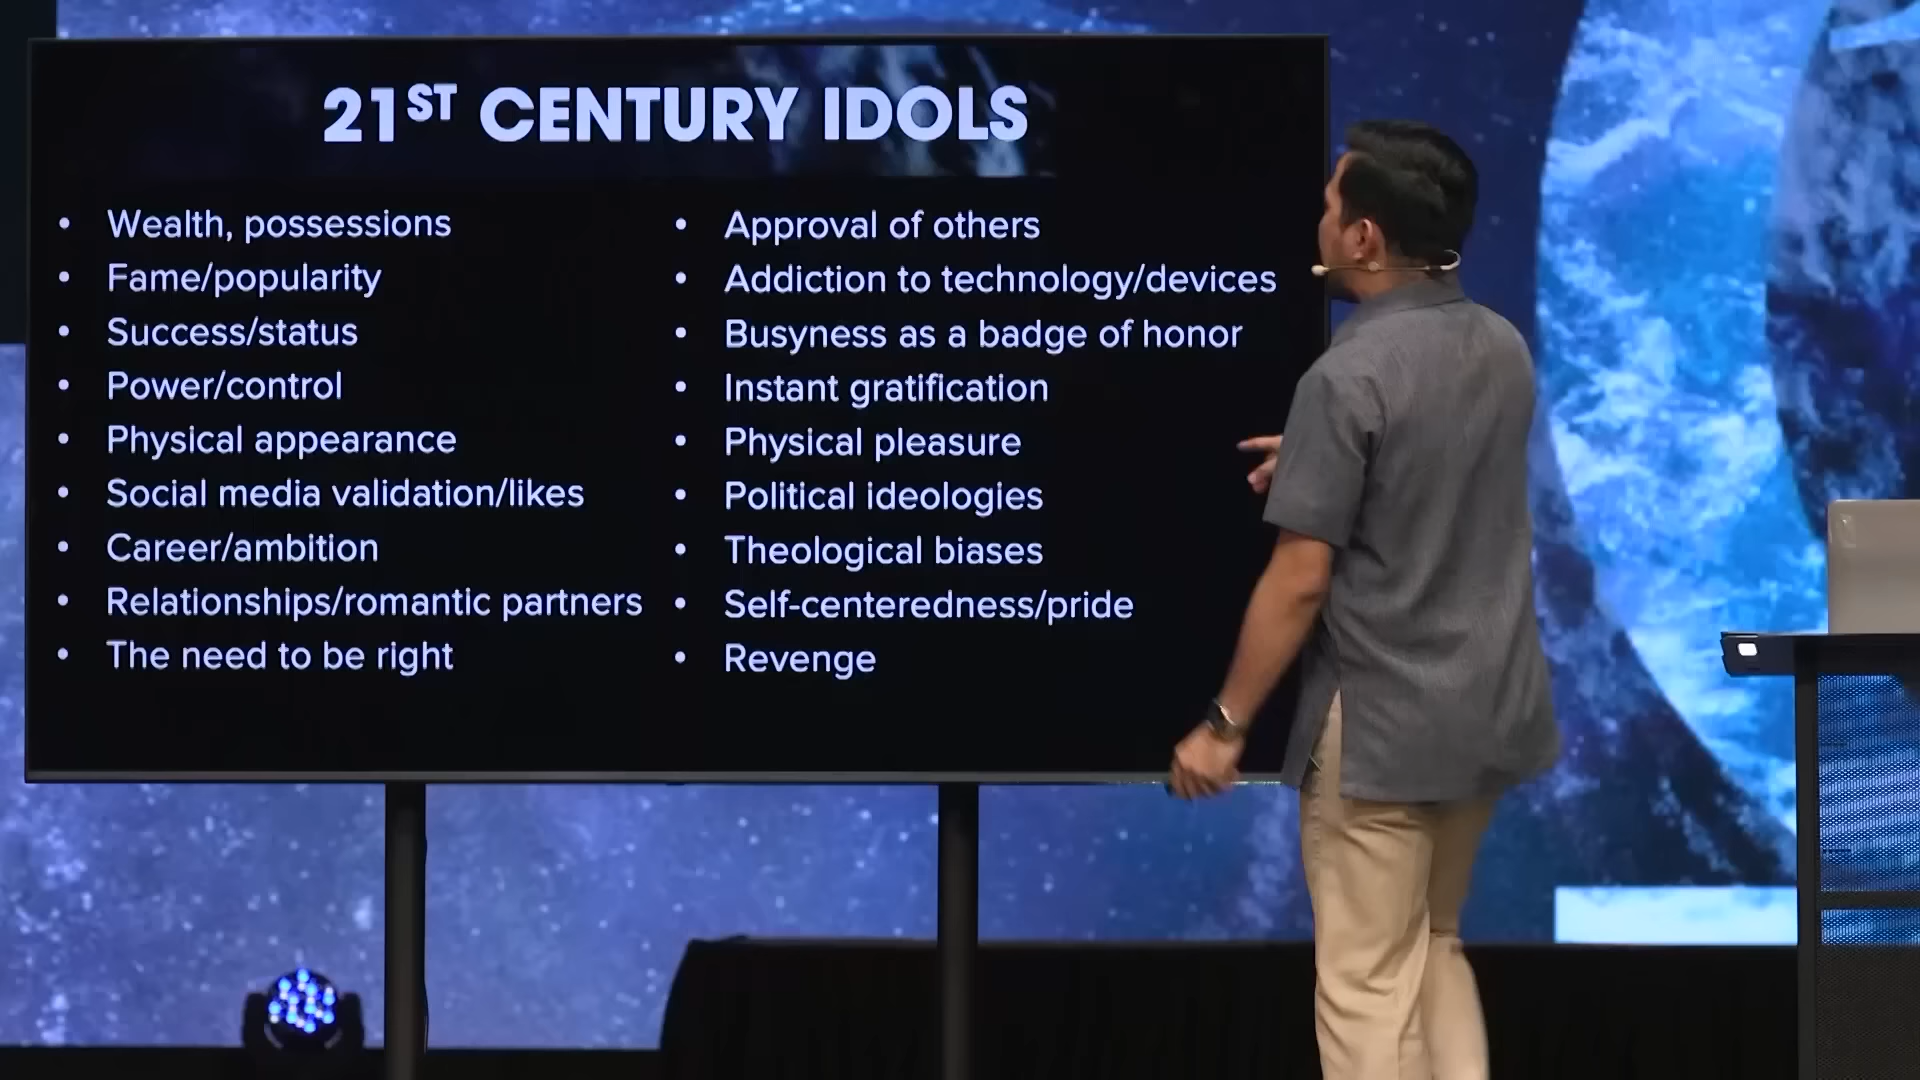 21ST CENTURY IDOLS
• Wealth, possessions
• Fame/popularity
• Success/status
• Power/control
• Physical appearance
• Social media validation/likes
• Career/ambition
• Relationships/romantic partners
• The need to be right
• Approval of others
• Addiction to technology/devices
• Busyness as a badge of honor
• Instant gratification
• Physical pleasure
• Political ideologies
• Theological biases
• Self-centeredness/pride
• Revenge